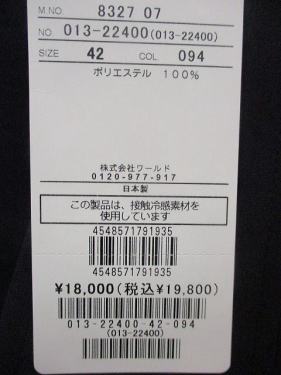 M.NO. 8327 07
NO 013-22400(013-22400)
SIZE 42 COL 094
ポリエステル 100%
株式会社ワールド
0120-977-917
日本製
この製品は、接触冷感素材を
使用しています
4548571791935
4548571791935
¥18,000(税込¥19,800)
013-22400-42-094
(013-22400)